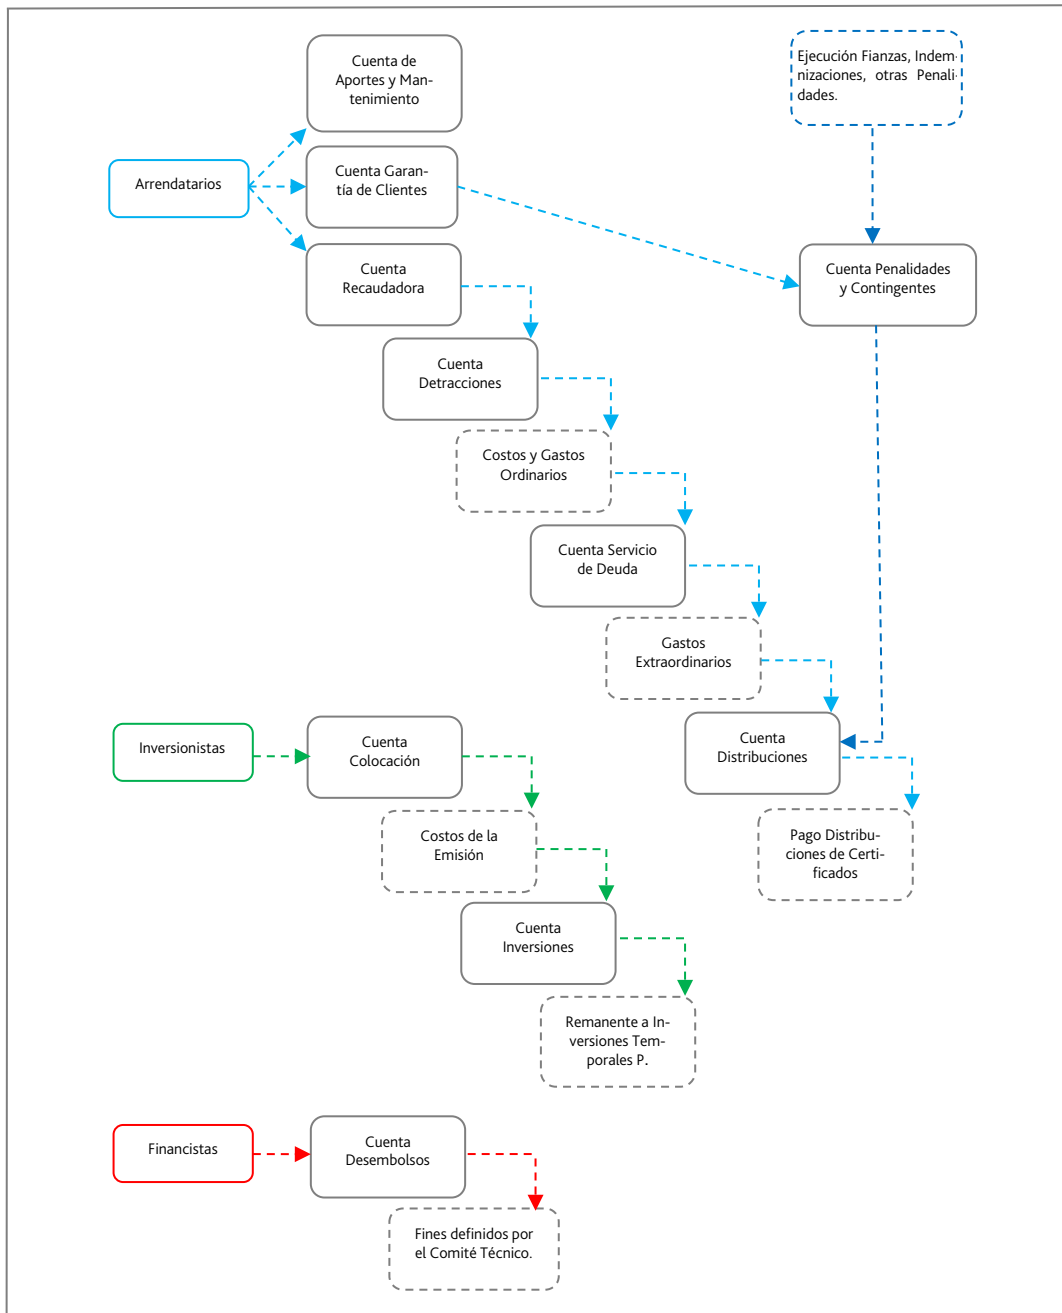 Cuenta de
Aportes y Man-
tenimiento
Ejecución Fianzas, Indem-
nizaciones, otras Penali-
dades.
Arrendatarios
Cuenta Garan-
tía de Clientes
Cuenta
Recaudadora
Cuenta Penalidades
y Contingentes
Cuenta
Detracciones
Costos y Gastos
Ordinarios
Cuenta Servicio
de Deuda
Gastos
Extraordinarios
Cuenta
Distribuciones
Pago Distribu-
ciones de Certi-
ficados
Inversionistas
Cuenta
Colocación
Costos de la
Emisión
Cuenta
Inversiones
Remanente a In-
versiones Tem-
porales P.
Financistas
Cuenta
Desembolsos
Fines definidos por
el Comité Técnico.